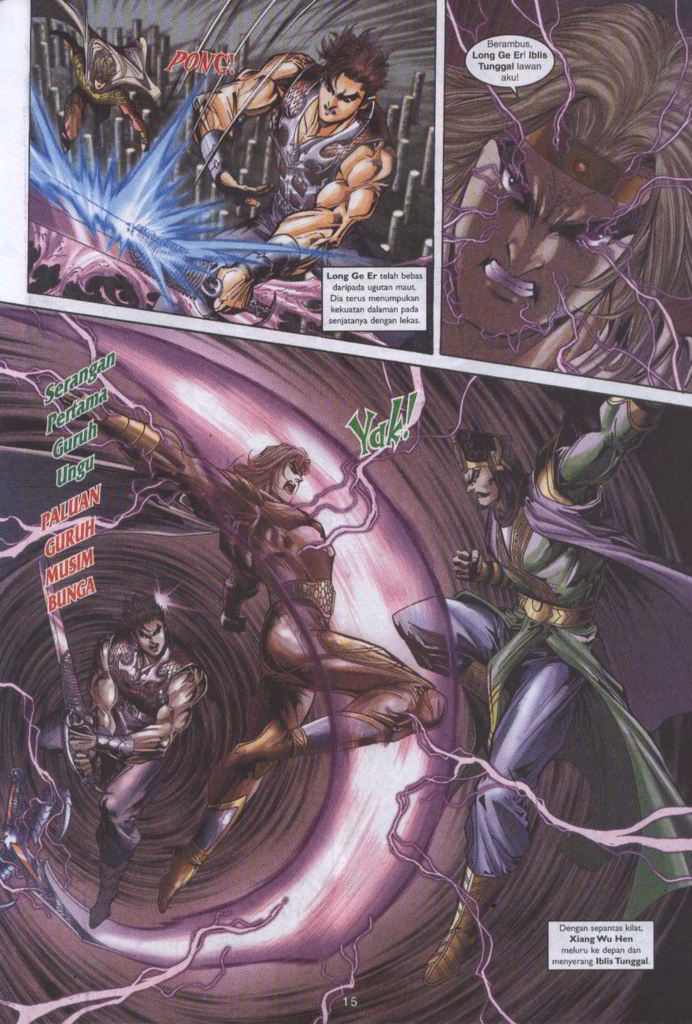 PONG!
Long Ge Er telah bebas
daripada ugutan maut.
Dia terus menumpukan
kekuatan dalaman pada
senjatanya dengan lekas.
Berambus,
Long Ge Er! Iblis
Tunggal lawan
aku!
Serangan
Pertama
Guruh
Ungu
PALUAN
GURUH
MUSIM
BUNGA
Yak!
Dengan sepantas kilat,
Xiang Wu Hen
meluru ke depan dan
menyerang Iblis Tunggal.
15